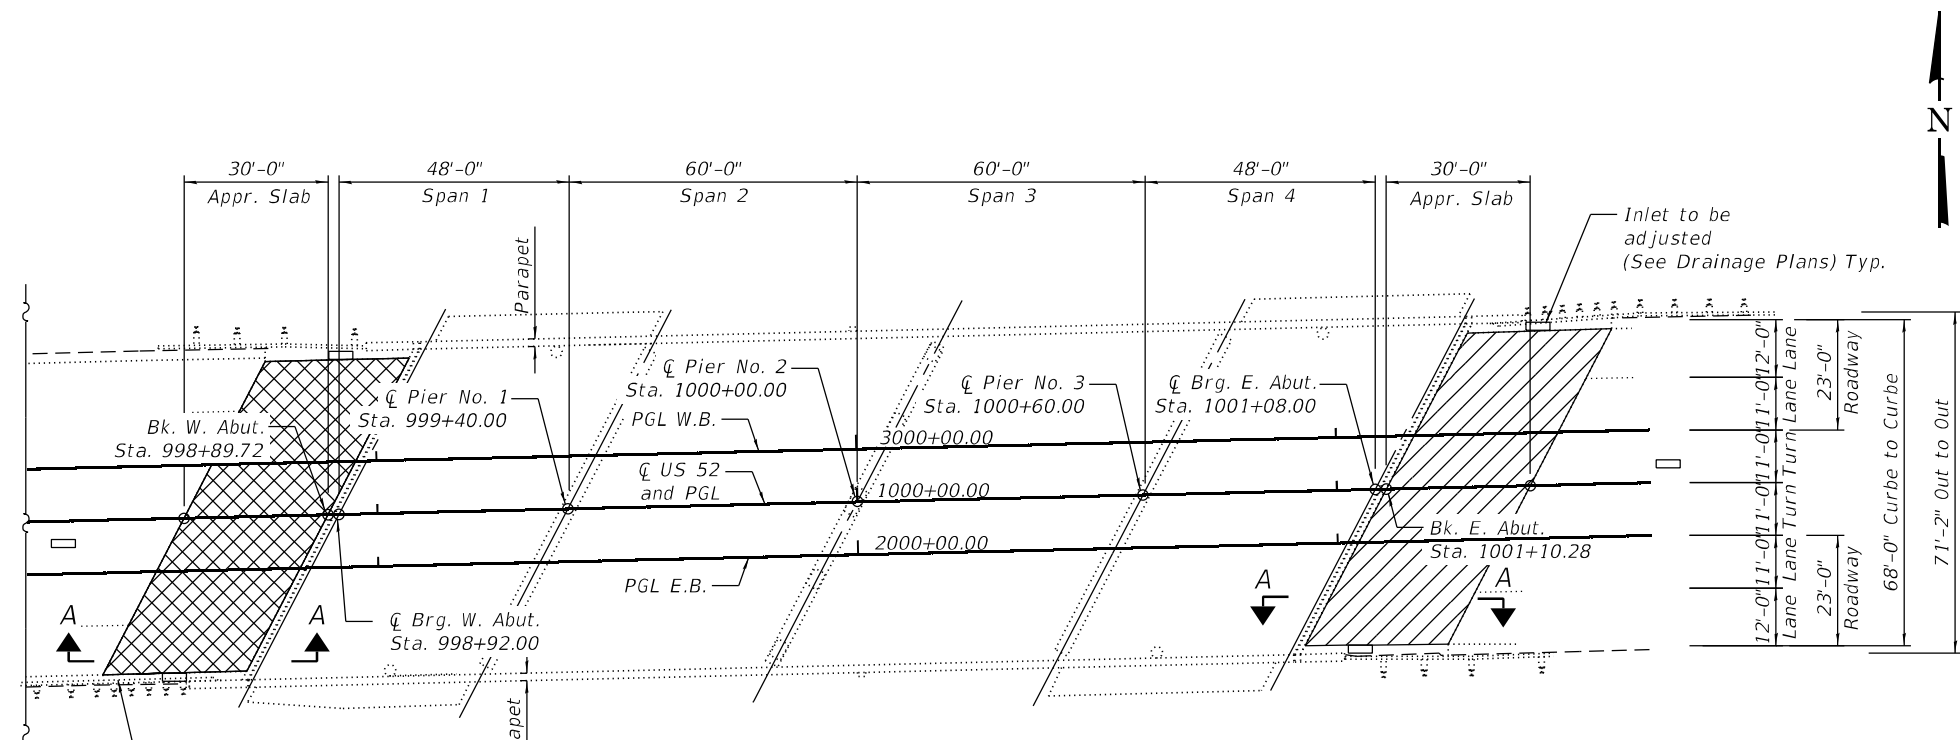 30'-0"
Appr. Slab
48'-0"
Span 1
60'-0"
Span 2
60'-0"
Span 3
48'-0"
Span 4
30'-0"
Appr. Slab
N
Inlet to be
adjusted
(See Drainage Plans) Typ.
Parapet
℄ Pier No. 1
Sta. 999+40.00
Bk. W. Abut.
Sta. 998+89.72
℄ Pier No. 2
Sta. 1000+00.00
PGL W.B.
3000+00.00
℄ Pier No. 3
Sta. 1000+60.00
℄ Brg. E. Abut.
Sta. 1001+08.00
℄ US 52
and PGL
1000+00.00
2000+00.00
PGL E.B.
Bk. E. Abut.
Sta. 1001+10.28
℄ Brg. W. Abut.
Sta. 998+92.00
A
A
A
A
apet
12'-0"
Lane
11'-0"
Lane
11'-0"
Turn
11'-0"
Turn
11'-0"
Lane
12'-0"
Lane
23'-0"
Roadway
23'-0"
Roadway
68'-0" Curbe to Curbe
71'-2" Out to Out